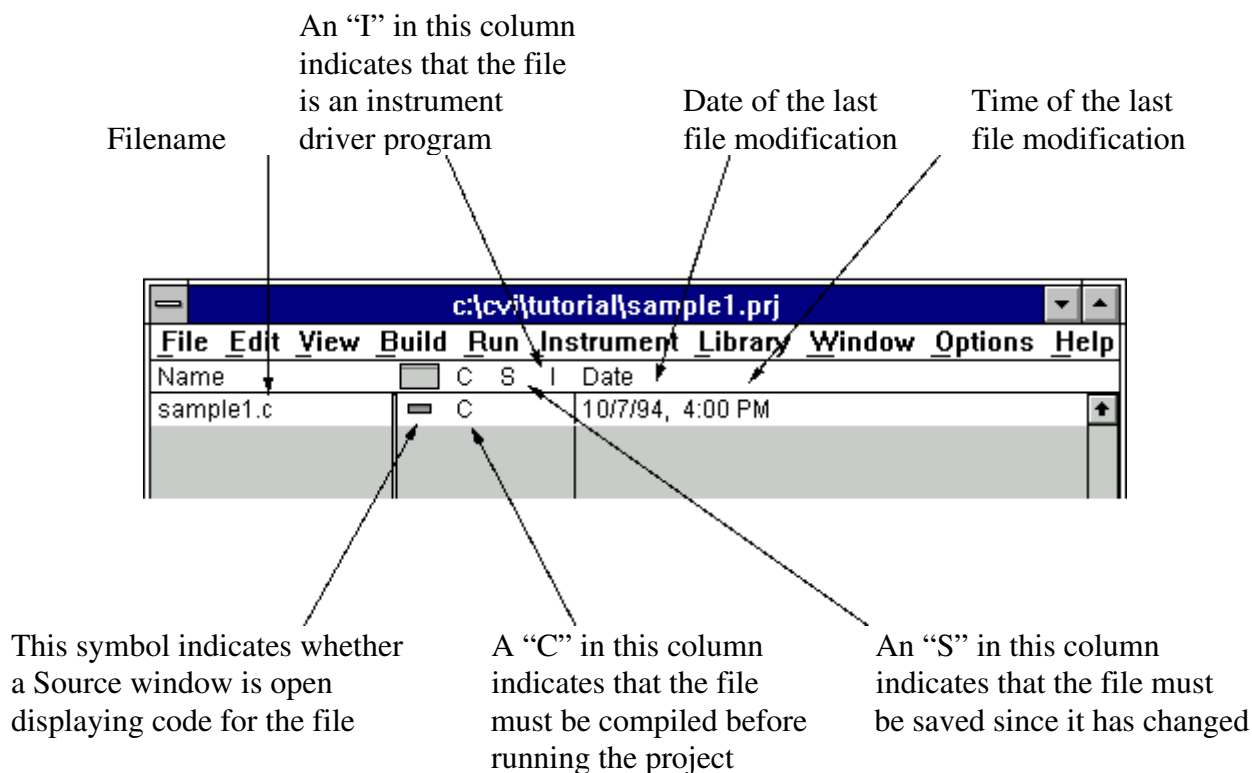 An “I” in this column
indicates that the file
is an instrument
driver program
Filename
Date of the last
file modification
Time of the last
file modification
c:\cvi\tutorial\sample1.prj
File Edit View Build Run Instrument Library Window Options Help
Name C S I Date
sample1.c C 10/7/94, 4:00 PM
This symbol indicates whether
a Source window is open
displaying code for the file
A “C” in this column
indicates that the file
must be compiled before
running the project
An “S” in this column
indicates that the file must
be saved since it has changed